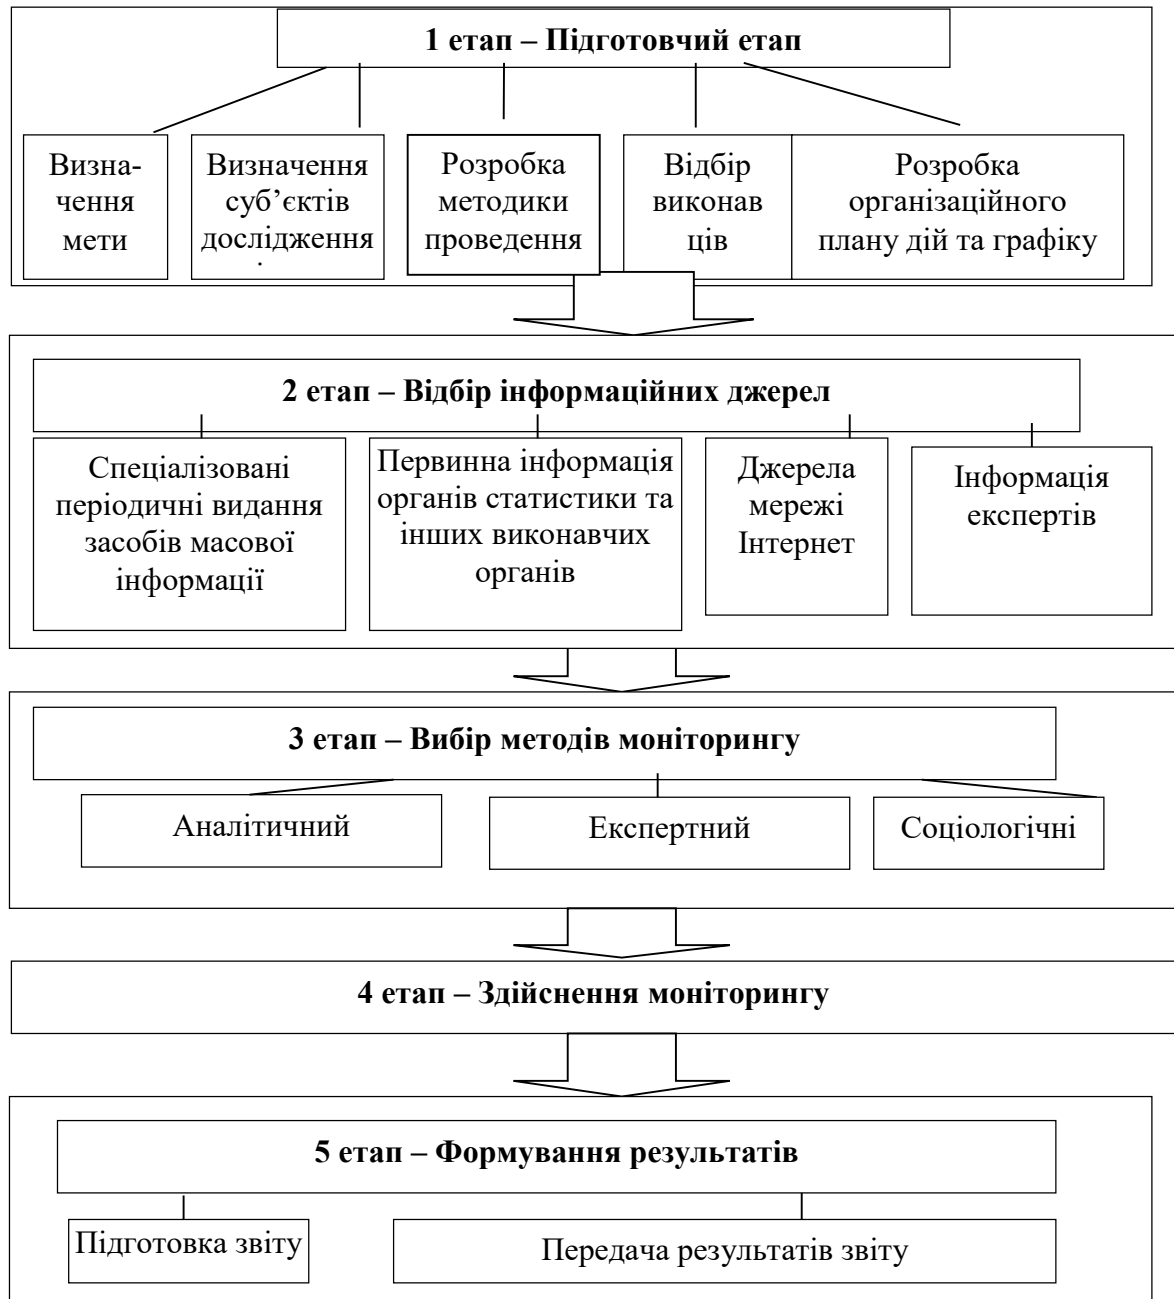 1 етап – Підготовчий етап
Визна-
чення
мети
Визначення
суб’єктів
дослідження
Розробка
методики
проведення
Відбір
виконав
ців
Розробка
організаційного
плану дій та графіку
2 етап – Відбір інформаційних джерел
Спеціалізовані
періодичні видання
засобів масової
інформації
Первинна інформація
органів статистики та
інших виконавчих
органів
Джерела
мережі
Інтернет
Інформація
експертів
3 етап – Вибір методів моніторингу
Аналітичний
Експертний
Соціологічні
4 етап – Здійснення моніторингу
5 етап – Формування результатів
Підготовка звіту
Передача результатів звіту